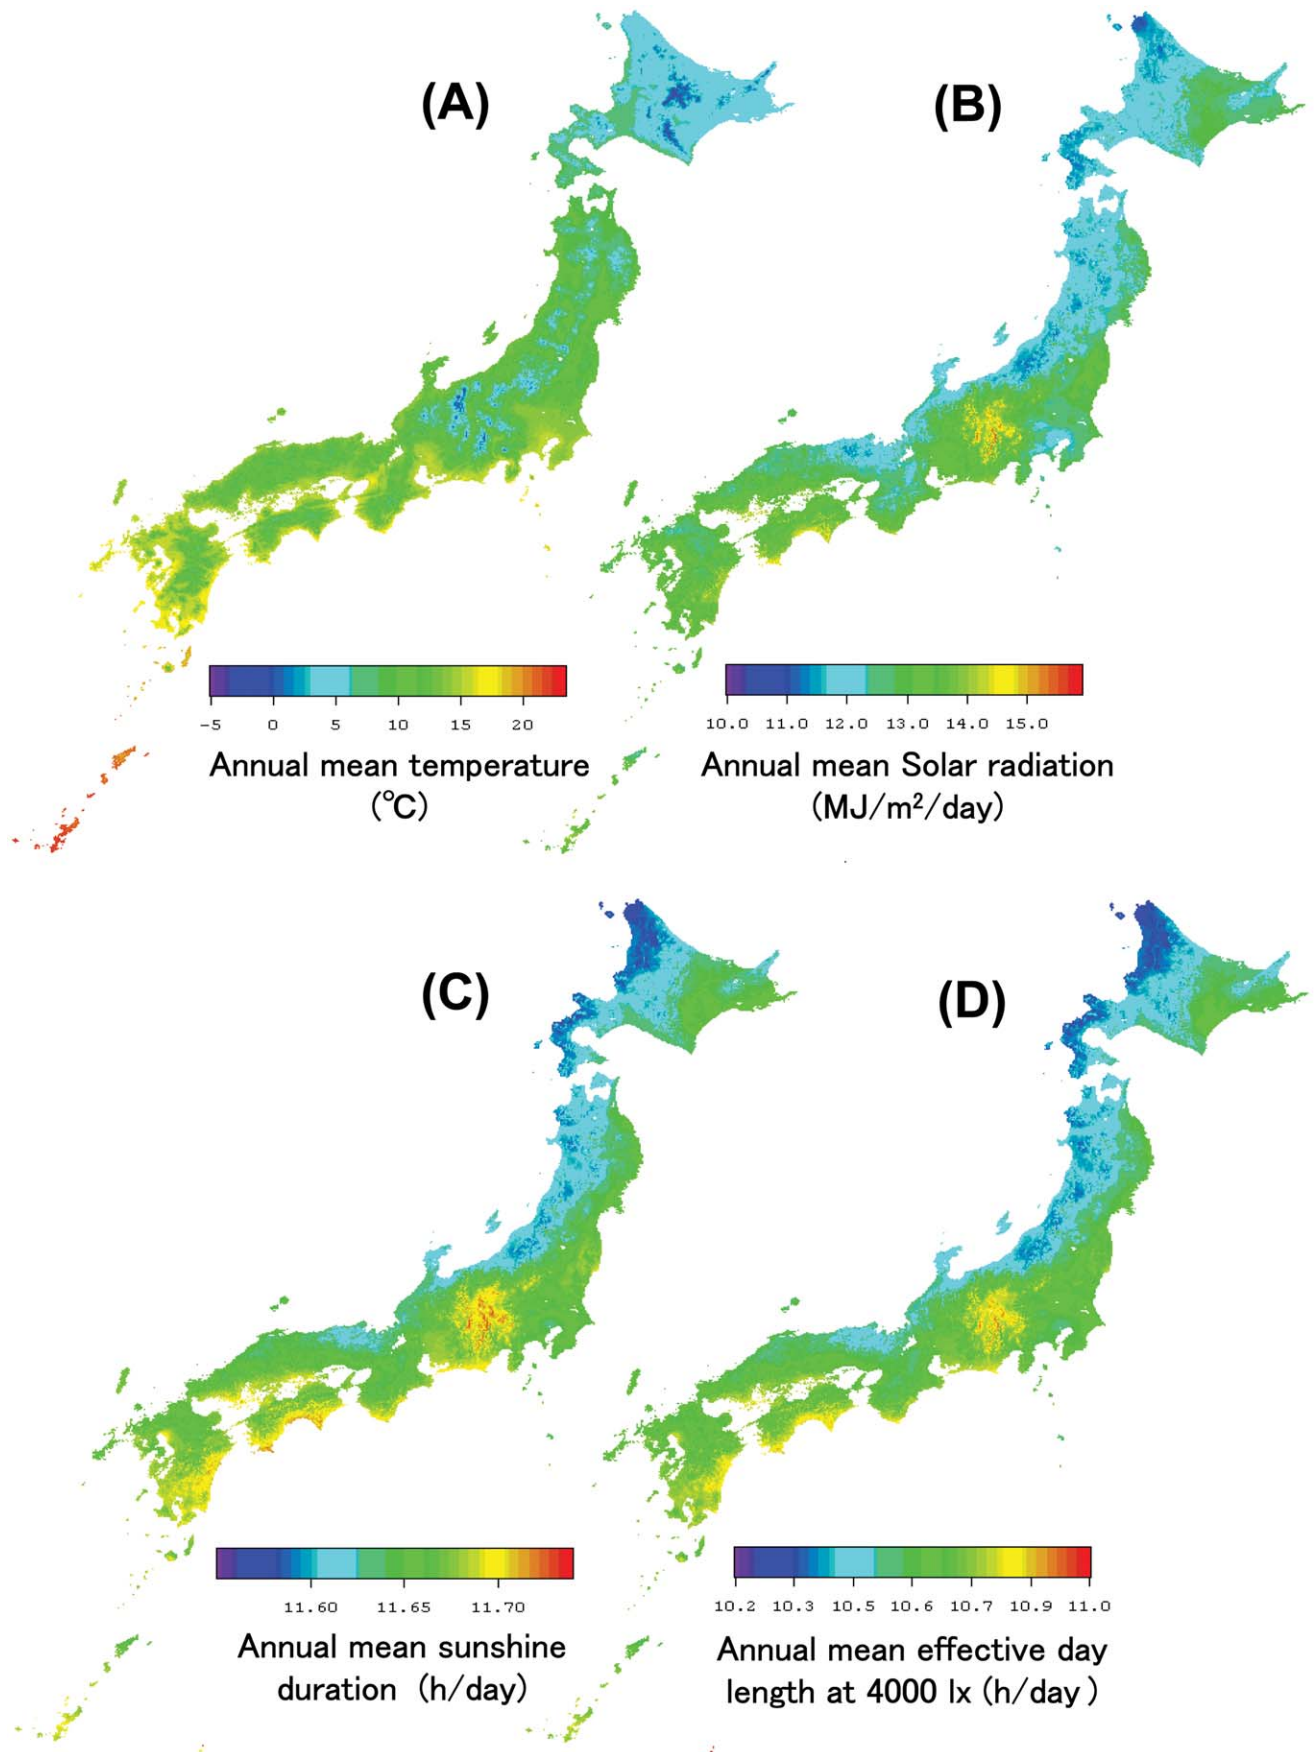 (A)
(B)
-5 0 5 10 15 20
Annual mean temperature
(℃)
10.0 11.0 12.0 13.0 14.0 15.0
Annual mean Solar radiation
(MJ/m²/day)
(C)
(D)
11.60 11.65 11.70
Annual mean sunshine
duration (h/day)
10.2 10.3 10.5 10.6 10.7 10.9 11.0
Annual mean effective day
length at 4000 lx (h/day)